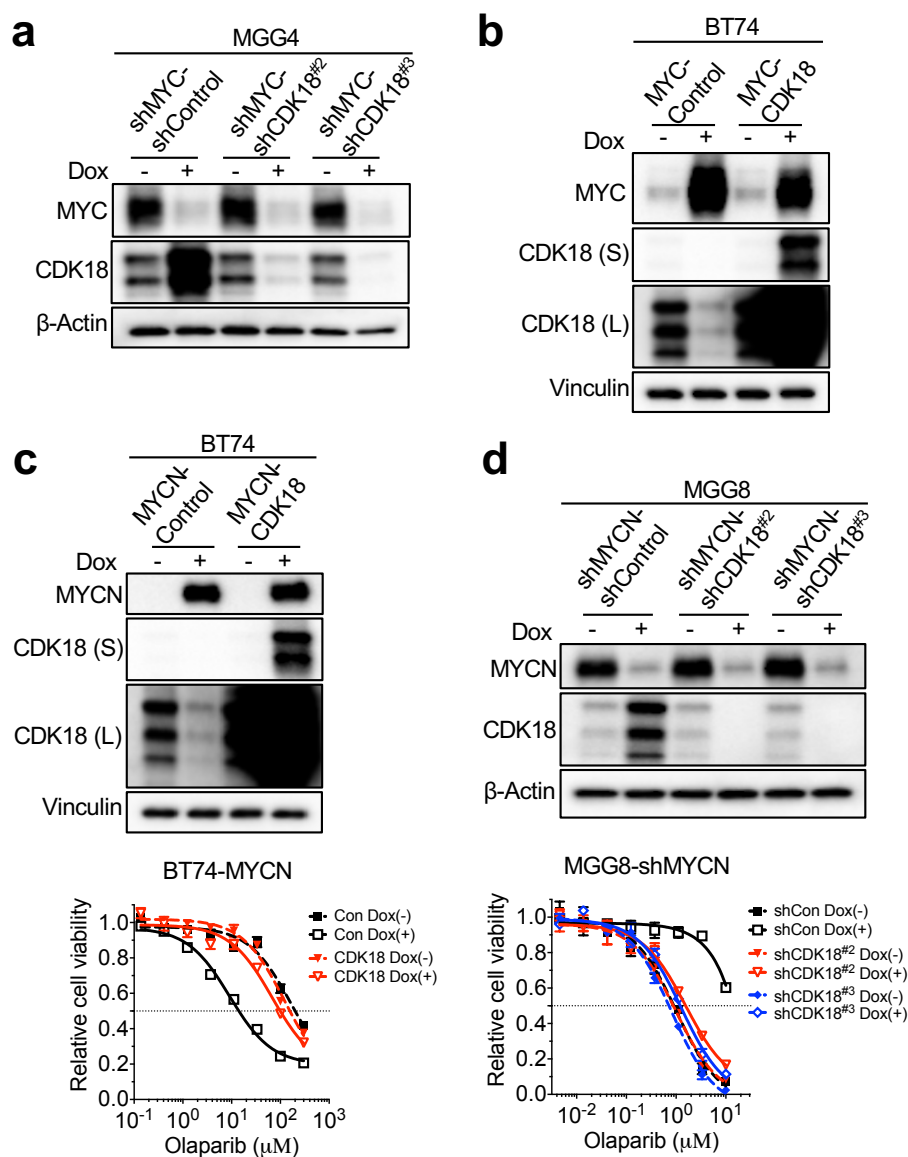 a
MGG4
shMYC-
shControl
shMYC-
shCDK18#2
shMYC-
shCDK18#3
Dox - + - + - +
MYC
CDK18
β-Actin
b
BT74
MYC-
Control
MYC-
CDK18
Dox - + - +
MYC
CDK18 (S)
CDK18 (L)
Vinculin
c
BT74
MYCN-
Control
MYCN-
CDK18
Dox - + - +
MYCN
CDK18 (S)
CDK18 (L)
Vinculin
BT74-MYCN
Relative cell viability
1.0
0.8
0.6
0.4
0.2
0.0
10-1 100 101 102 103
Olaparib (μM)
Con Dox(-)
Con Dox(+)
CDK18 Dox(-)
CDK18 Dox(+)
d
MGG8
shMYCN-
shControl
shMYCN-
shCDK18#2
shMYCN-
shCDK18#3
Dox - + - + - +
MYCN
CDK18
β-Actin
MGG8-shMYCN
Relative cell viability
1.0
0.8
0.6
0.4
0.2
0.0
10-2 10-1 100 101
Olaparib (μM)
shCon Dox(-)
shCon Dox(+)
shCDK18#2 Dox(-)
shCDK18#2 Dox(+)
shCDK18#3 Dox(-)
shCDK18#3 Dox(+)